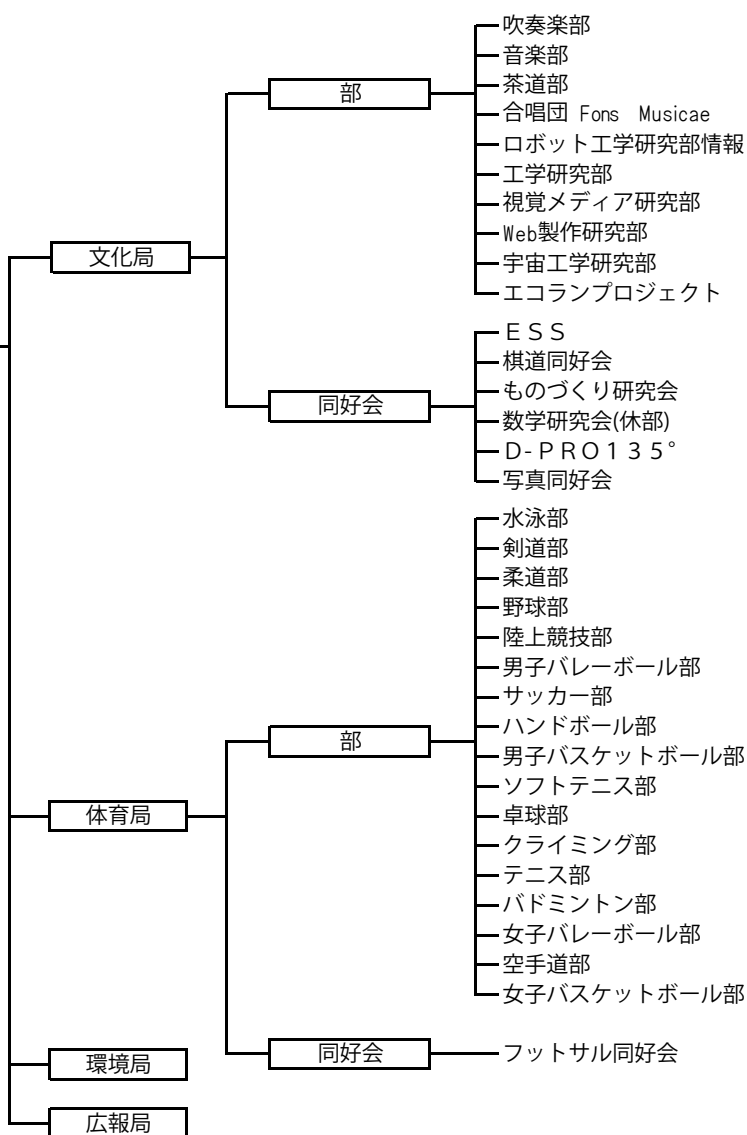 文化局
部
吹奏楽部
音楽部
茶道部
合唱団 Fons Musicae
ロボット工学研究部情報
工学研究部
視覚メディア研究部
Web製作研究部
宇宙工学研究部
エコランプロジェクト
同好会
ＥＳＳ
棋道同好会
ものづくり研究会
数学研究会(休部)
Ｄ-ＰＲＯ１３５°
写真同好会
体育局
部
水泳部
剣道部
柔道部
野球部
陸上競技部
男子バレーボール部
サッカー部
ハンドボール部
男子バスケットボール部
ソフトテニス部
卓球部
クライミング部
テニス部
バドミントン部
女子バレーボール部
空手道部
女子バスケットボール部
同好会
フットサル同好会
環境局
広報局